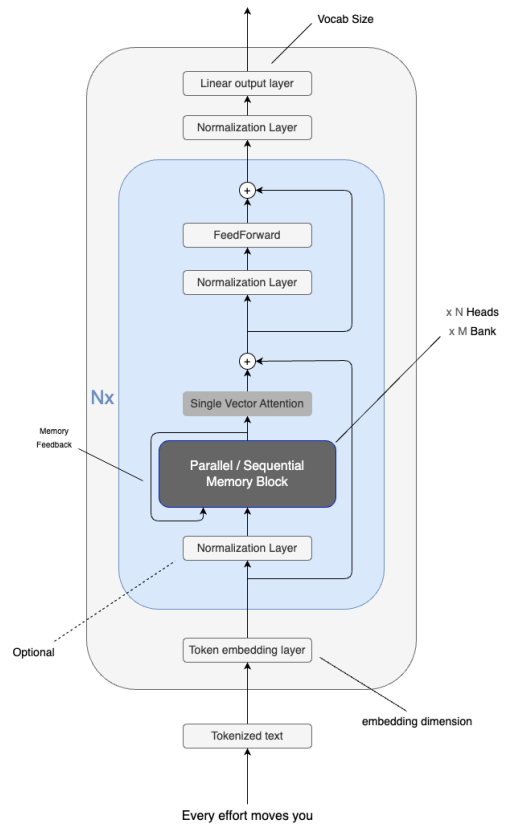 Vocab Size
Linear output layer
Normalization Layer
+
FeedForward
Normalization Layer
x N Heads
x M Bank
+
Nx
Single Vector Attention
Memory
Feedback
Parallel / Sequential
Memory Block
Normalization Layer
Optional
Token embedding layer
embedding dimension
Tokenized text
Every effort moves you